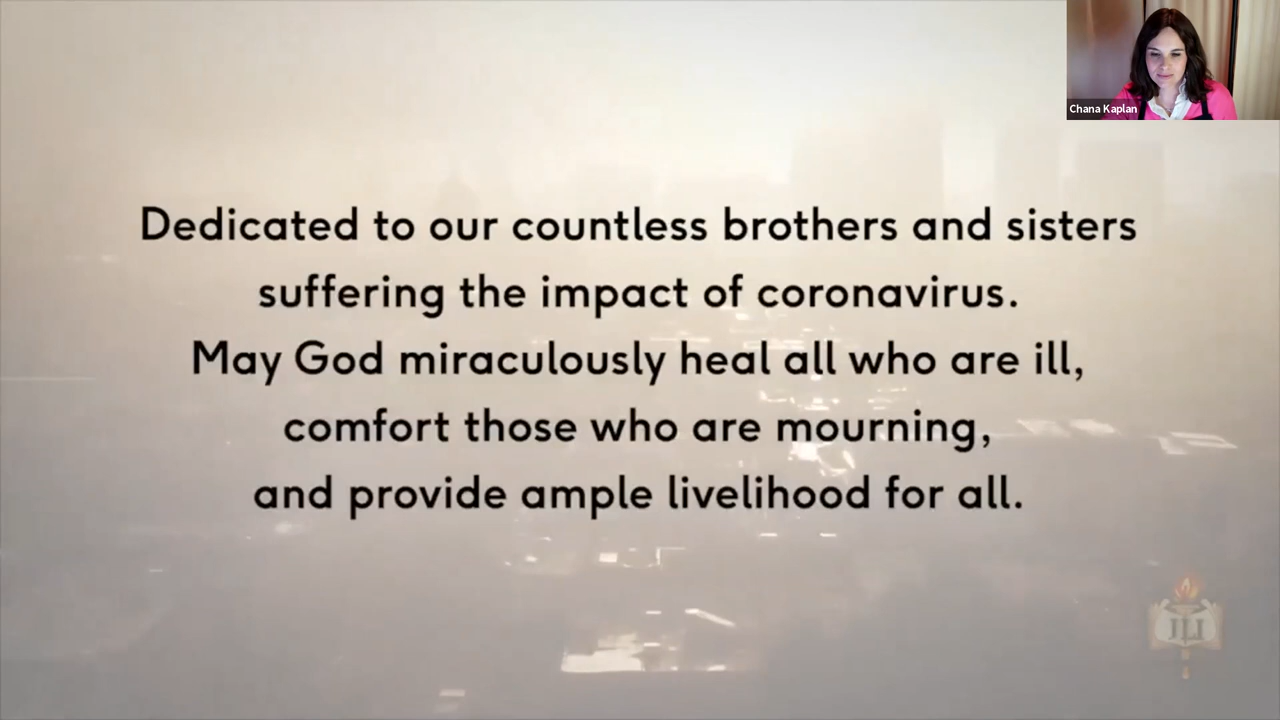 Chana Kaplan
Dedicated to our countless brothers and sisters
suffering the impact of coronavirus.
May God miraculously heal all who are ill,
comfort those who are mourning,
and provide ample livelihood for all.
JLI